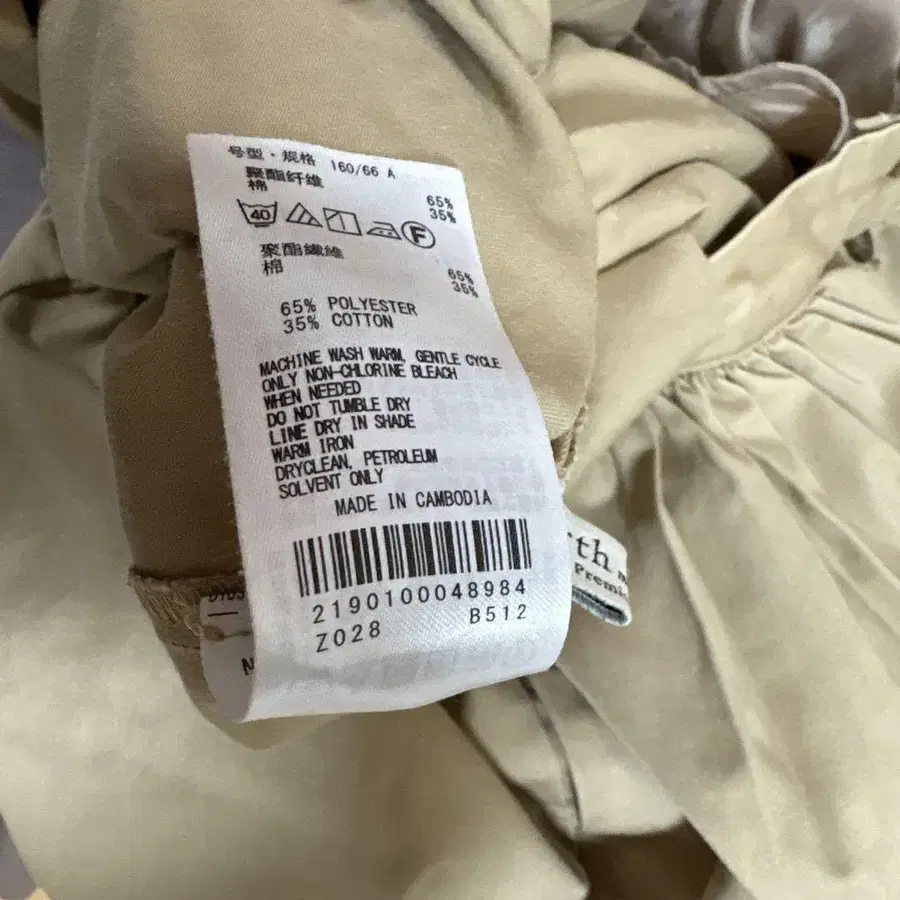 号型・规格 160/66 A
聚酯纤维 65%
棉 35%
40 F
聚酯纖維 65%
棉 35%
65% POLYESTER
35% COTTON
MACHINE WASH WARM, GENTLE CYCLE
ONLY NON-CHLORINE BLEACH
WHEN NEEDED
DO NOT TUMBLE DRY
LINE DRY IN SHADE
WARM IRON
DRYCLEAN, PETROLEUM
SOLVENT ONLY
MADE IN CAMBODIA
2190100048984
Z028 B512